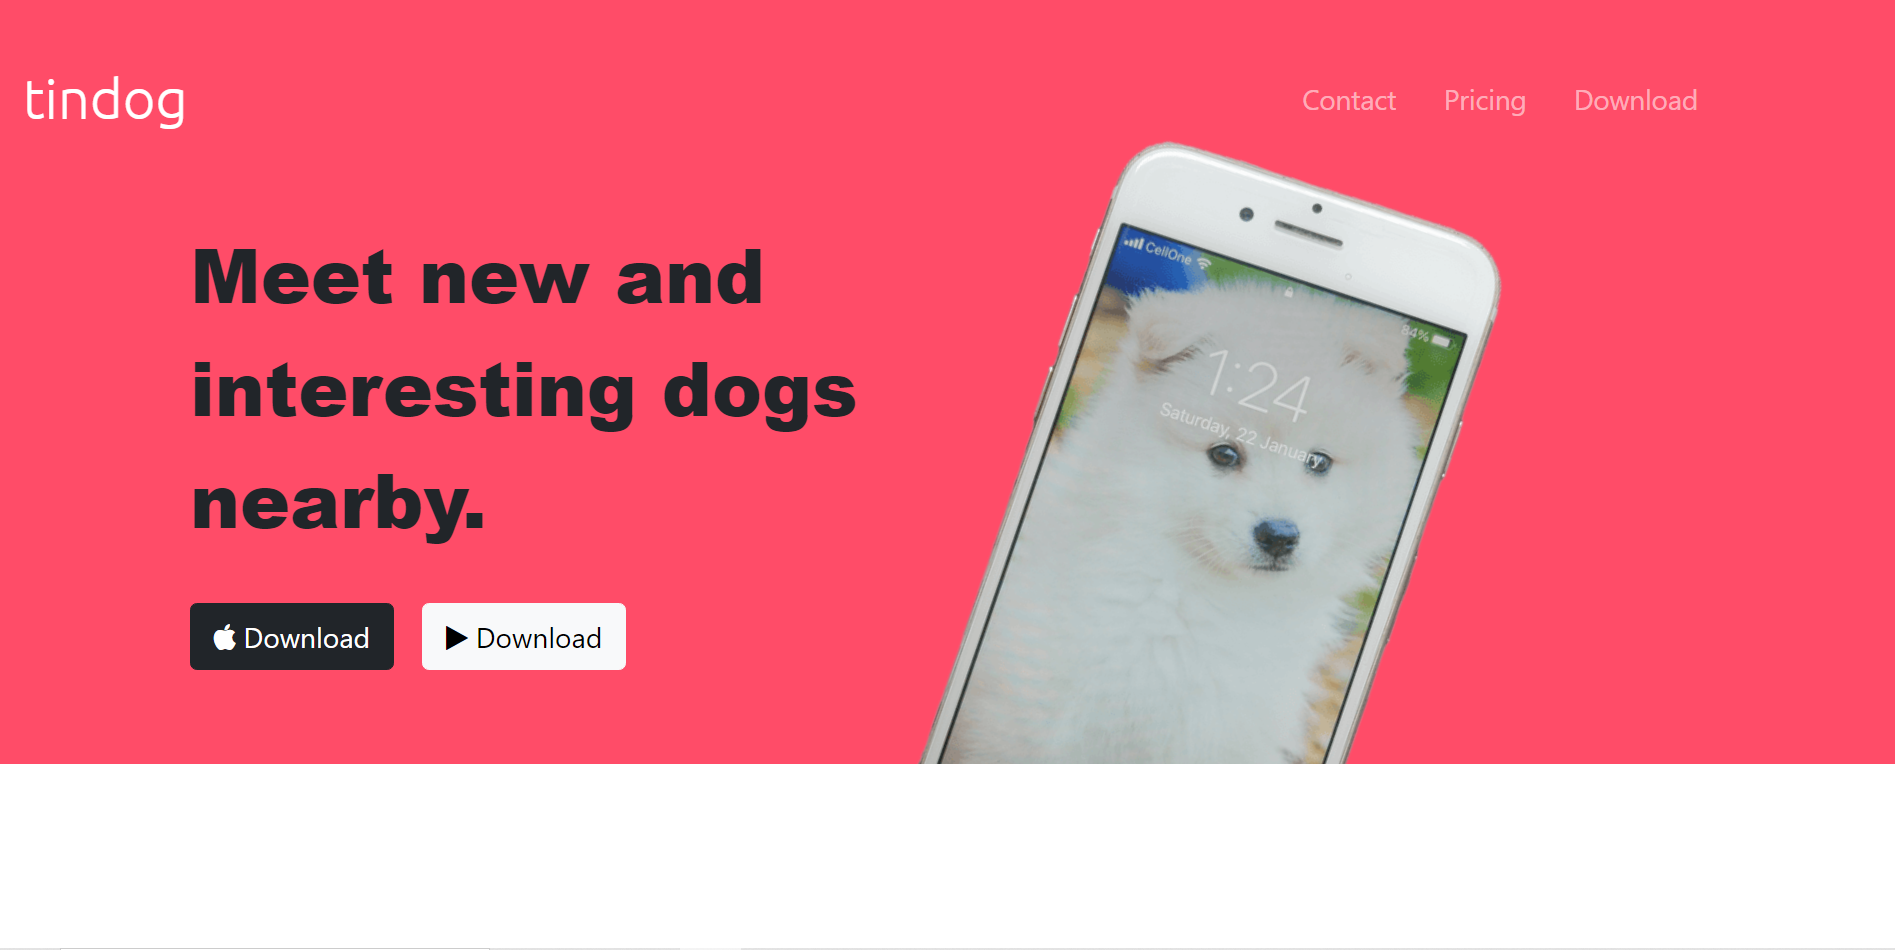 tindog
Contact Pricing Download
Meet new and
interesting dogs
nearby.
Download Download
CellOne
84%
1:24
Saturday, 22 January